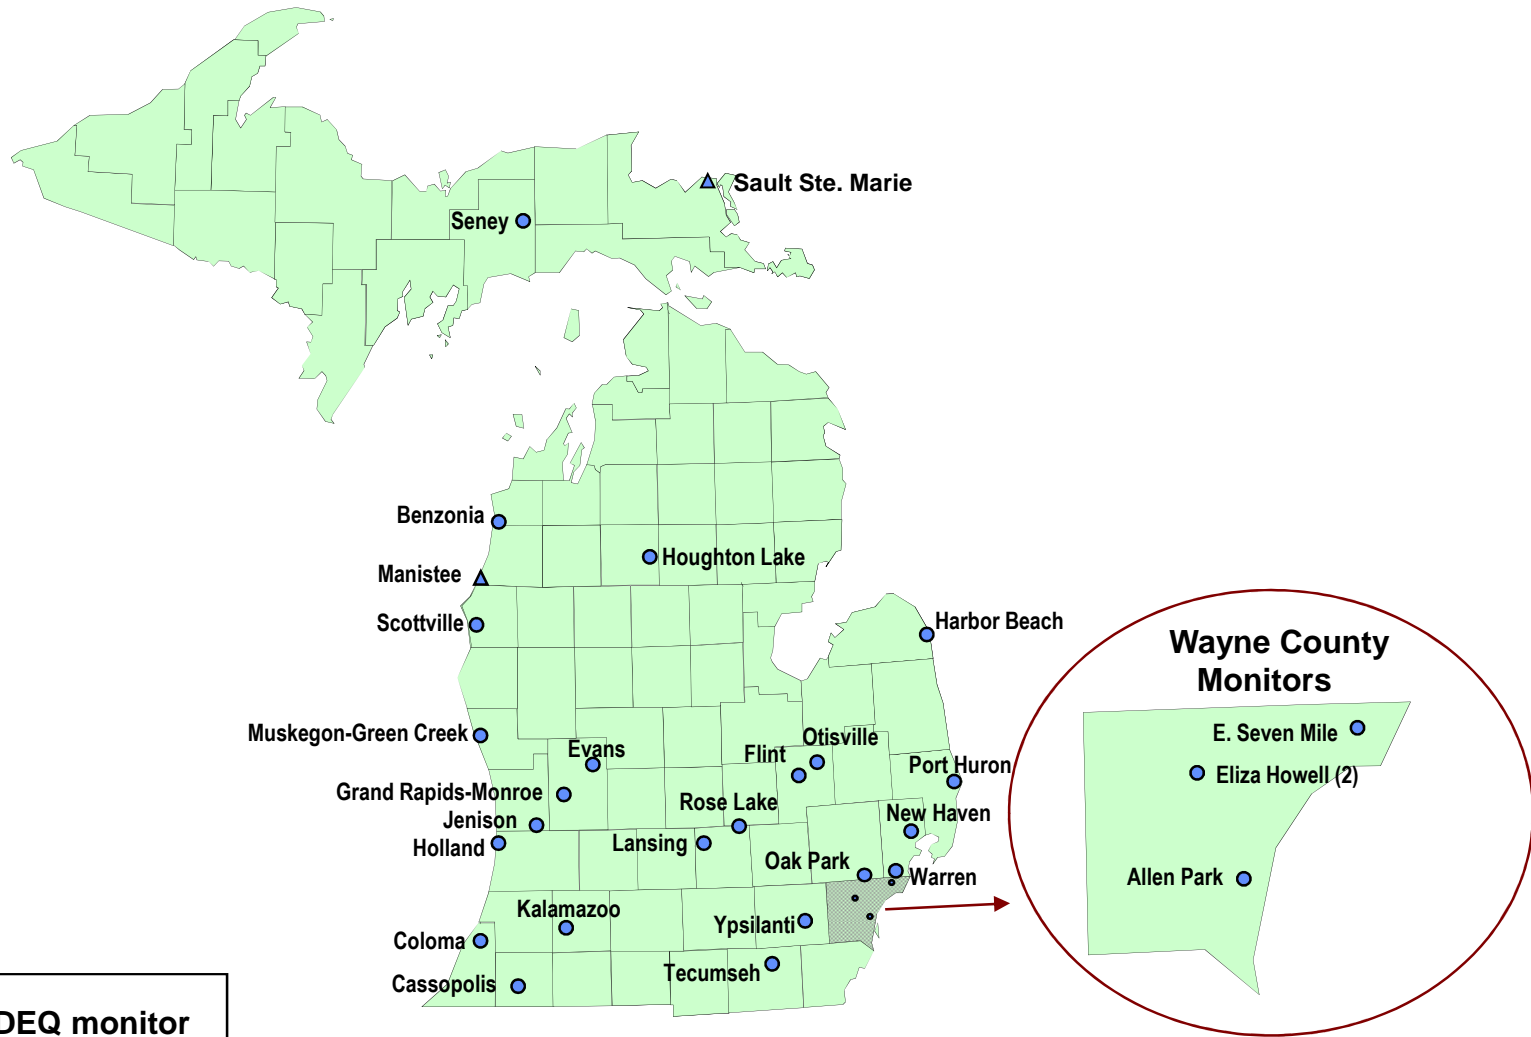 Sault Ste. Marie
Seney
Benzonia
Houghton Lake
Manistee
Scottville
Harbor Beach
Wayne County
Monitors
E. Seven Mile
Eliza Howell (2)
Allen Park
Muskegon-Green Creek
Evans
Otisville
Flint
Port Huron
Grand Rapids-Monroe
Rose Lake
Jenison
New Haven
Holland
Lansing
Oak Park
Warren
Kalamazoo
Ypsilanti
Coloma
Tecumseh
Cassopolis
DEQ monitor